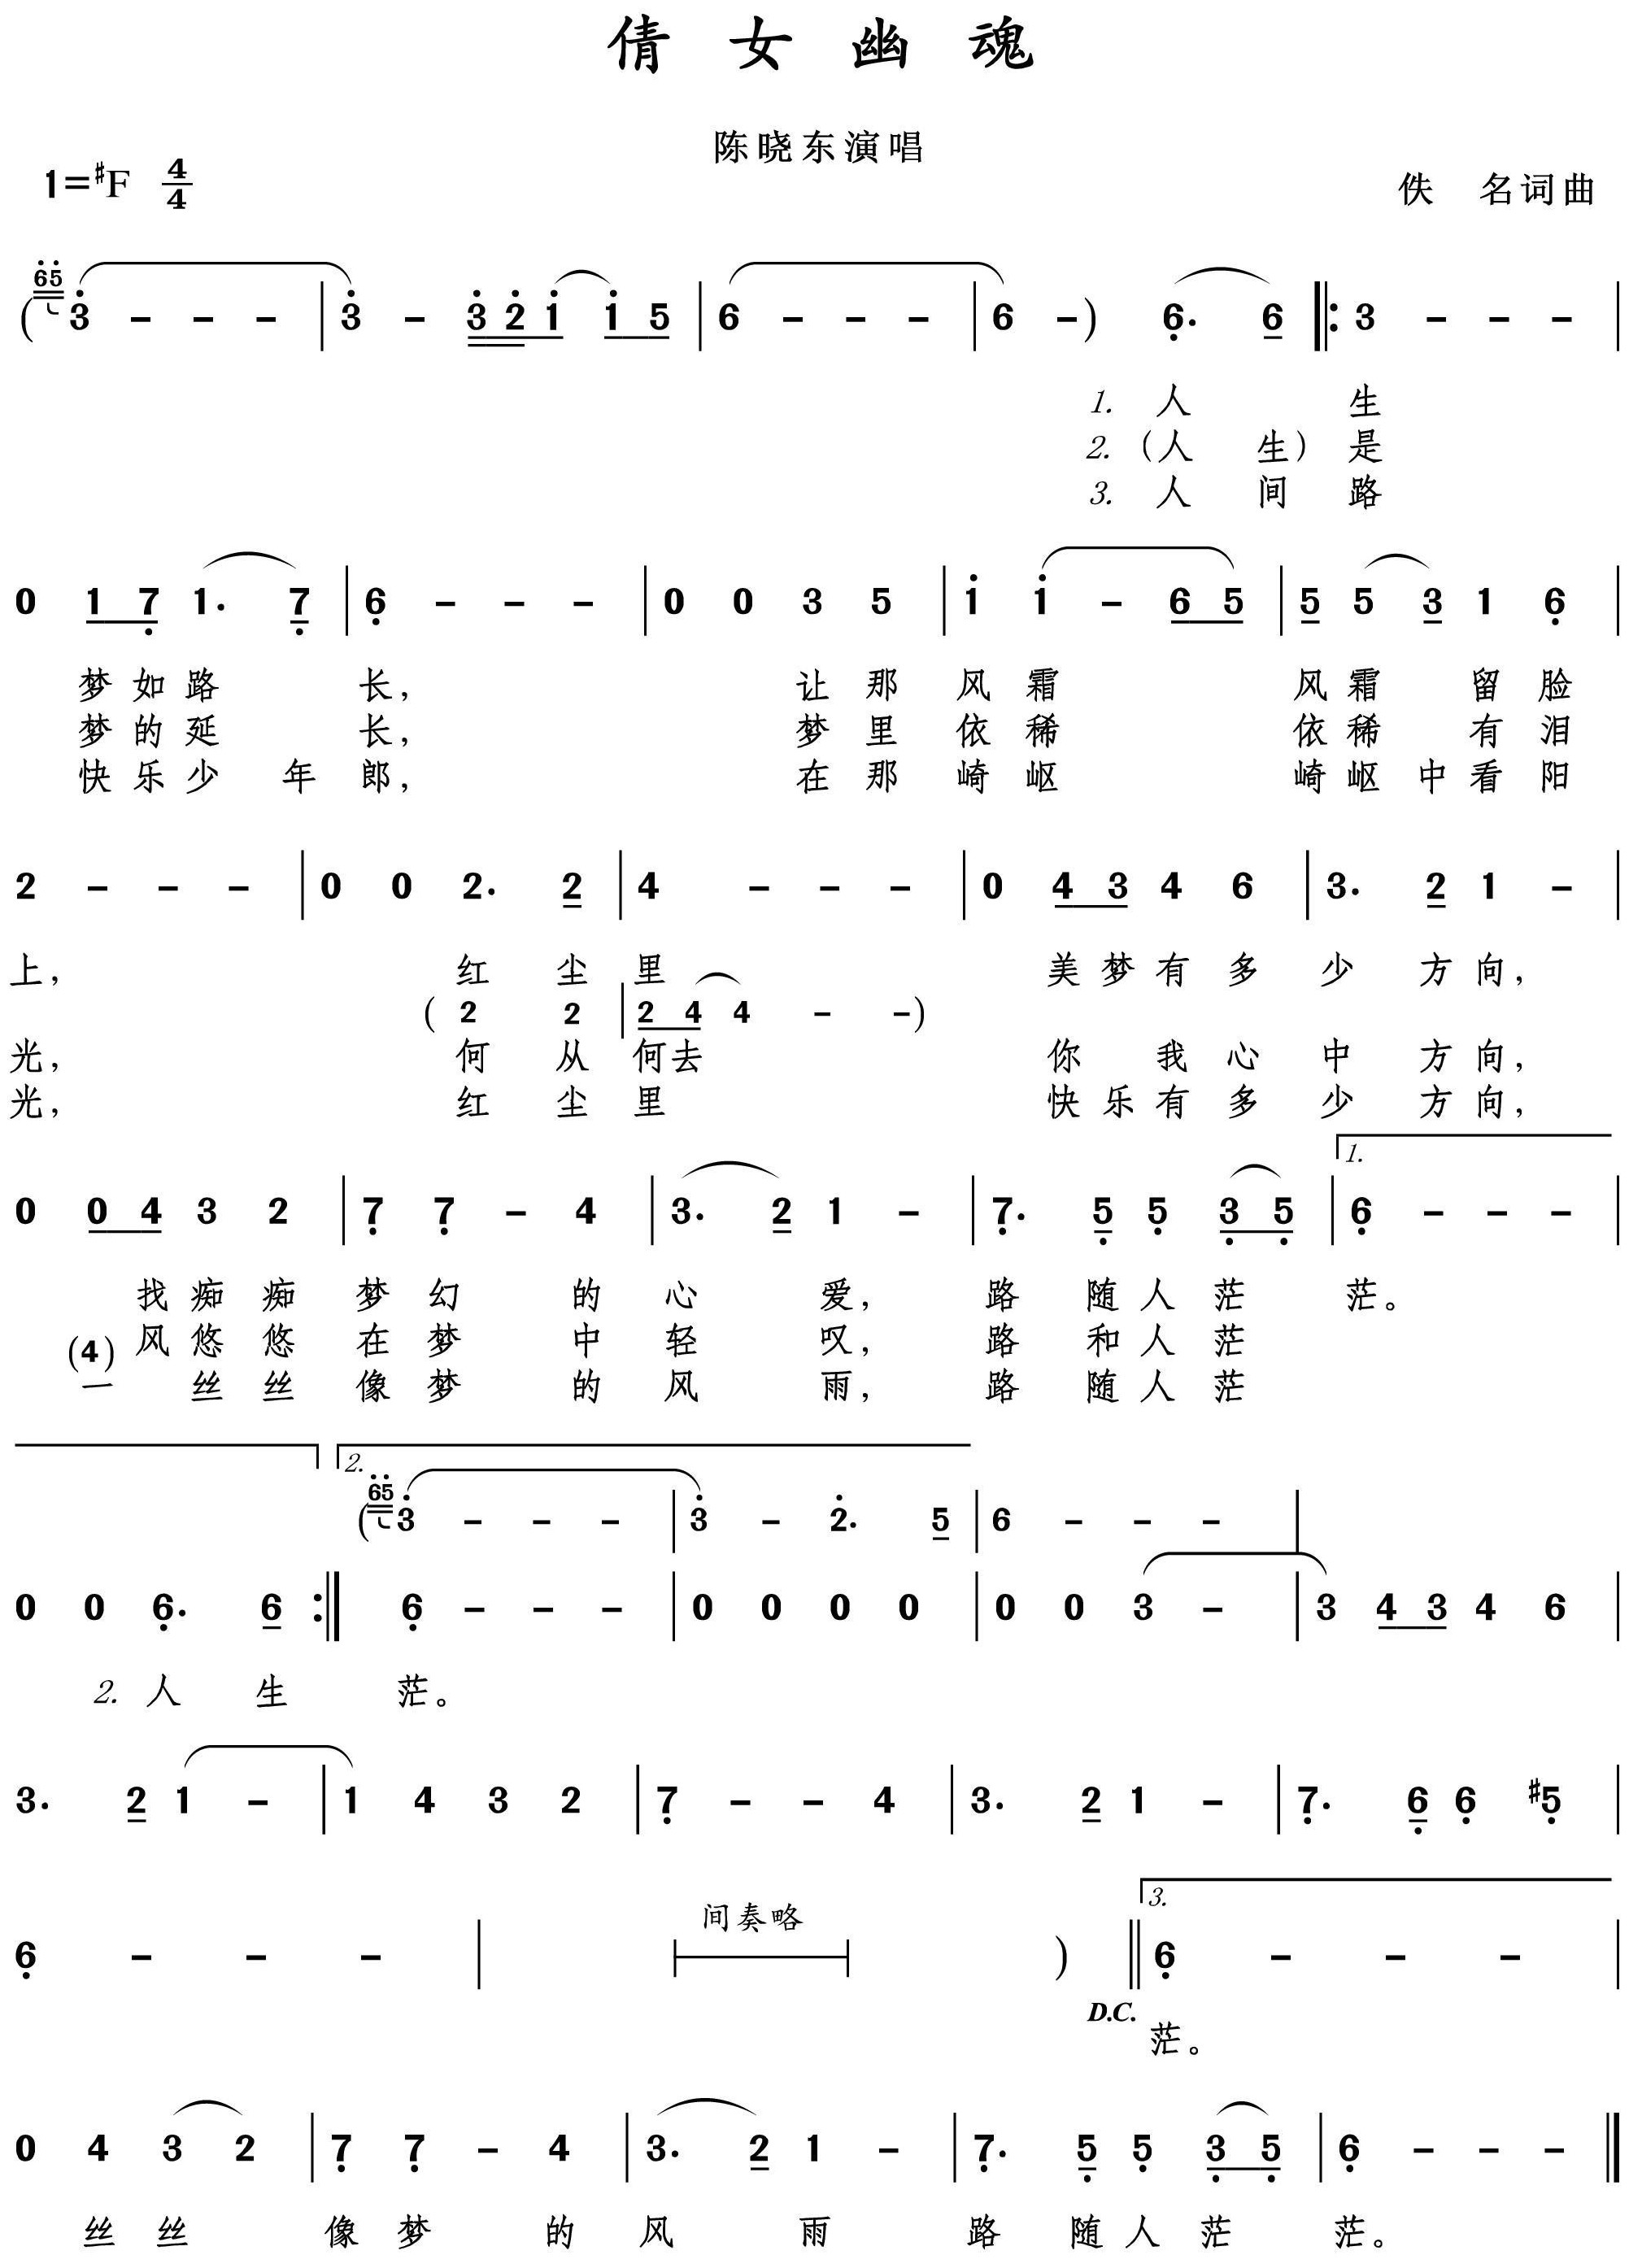 倩女幽魂
陈晓东演唱
1=#F 4/4
佚 名词曲
(65 3 - - - | 3 - 3 2 1 1 5 | 6 - - - | 6 -) 6. 6 |: 3 - - - |
1. 人 生
2. (人 生) 是
3. 人 间 路
0 1 7 1. 7 | 6 - - - | 0 0 3 5 | 1 1 - 6 5 | 5 5 3 1 6 |
梦 如 路 长, 让 那 风 霜 风 霜 留 脸
梦 的 延 长, 梦 里 依 稀 依 稀 有 泪
快 乐 少 年 郎, 在 那 崎 岖 崎 岖 中 看 阳
2 - - - | 0 0 2. 2 | 4 - - - | 0 4 3 4 6 | 3. 2 1 - |
上, 红 尘 里 美 梦 有 多 少 方 向,
(2 2 | 2 4 4 - -)
光, 何 从 何 去 你 我 心 中 方 向,
光, 红 尘 里 快 乐 有 多 少 方 向,
1.
0 0 4 3 2 | 7 7 - 4 | 3. 2 1 - | 7. 5 5 3 5 | 6 - - - |
找 痴 痴 梦 幻 的 心 爱, 路 随 人 茫 茫。
(4) 风 悠 悠 在 梦 中 轻 叹, 路 和 人 茫
一 丝 丝 像 梦 的 风 雨, 路 随 人 茫
2.
(65 3 - - - | 3 - 2. 5 | 6 - - - |
0 0 6. 6 :| 6 - - - | 0 0 0 0 | 0 0 3 - | 3 4 3 4 6 |
2. 人 生 茫。
3. 2 1 - | 1 4 3 2 | 7 - - 4 | 3. 2 1 - | 7. 6 6 #5 |
间奏略
3.
6 - - - | ) || 6 - - - |
D.C.
茫。
0 4 3 2 | 7 7 - 4 | 3. 2 1 - | 7. 5 5 3 5 | 6 - - - ||
丝 丝 像 梦 的 风 雨 路 随 人 茫 茫。